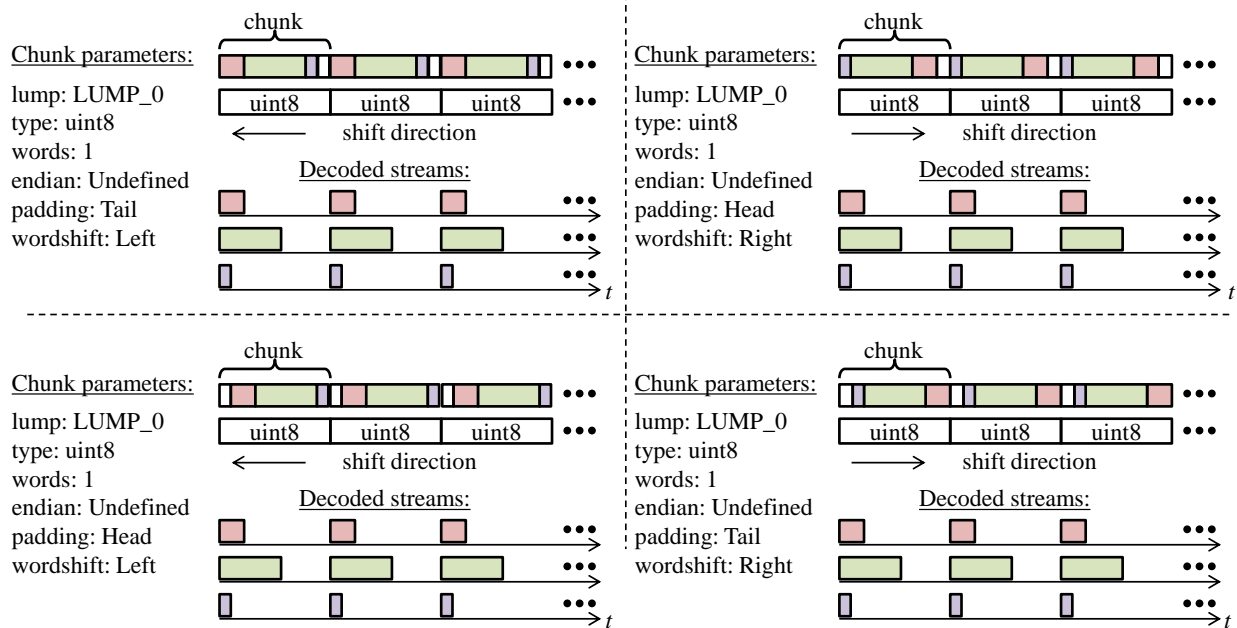 chunk
Chunk parameters:
lump: LUMP_0
uint8 uint8 uint8
type: uint8
shift direction
words: 1
Decoded streams:
endian: Undefined
padding: Tail
wordshift: Left
t
chunk
Chunk parameters:
lump: LUMP_0
uint8 uint8 uint8
type: uint8
shift direction
words: 1
Decoded streams:
endian: Undefined
padding: Head
wordshift: Right
t
chunk
Chunk parameters:
lump: LUMP_0
uint8 uint8 uint8
type: uint8
shift direction
words: 1
Decoded streams:
endian: Undefined
padding: Head
wordshift: Left
t
chunk
Chunk parameters:
lump: LUMP_0
uint8 uint8 uint8
type: uint8
shift direction
words: 1
Decoded streams:
endian: Undefined
padding: Tail
wordshift: Right
t